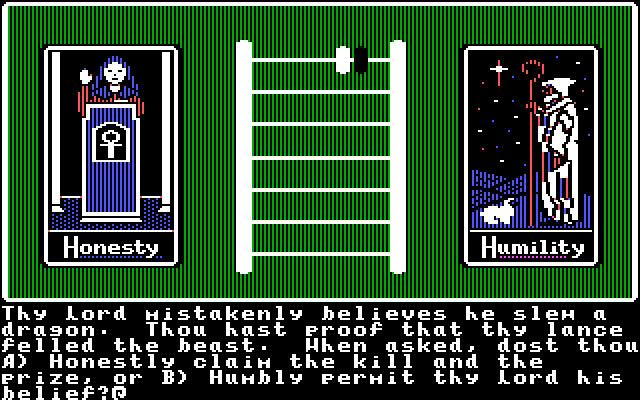 Honesty
Humility
Thy lord mistakenly believes he slew a
dragon. Thou hast proof that thy lance
felled the beast. When asked, dost thou
A) Honestly claim the kill and the
prize, or B) Humbly permit thy lord his
belief?@